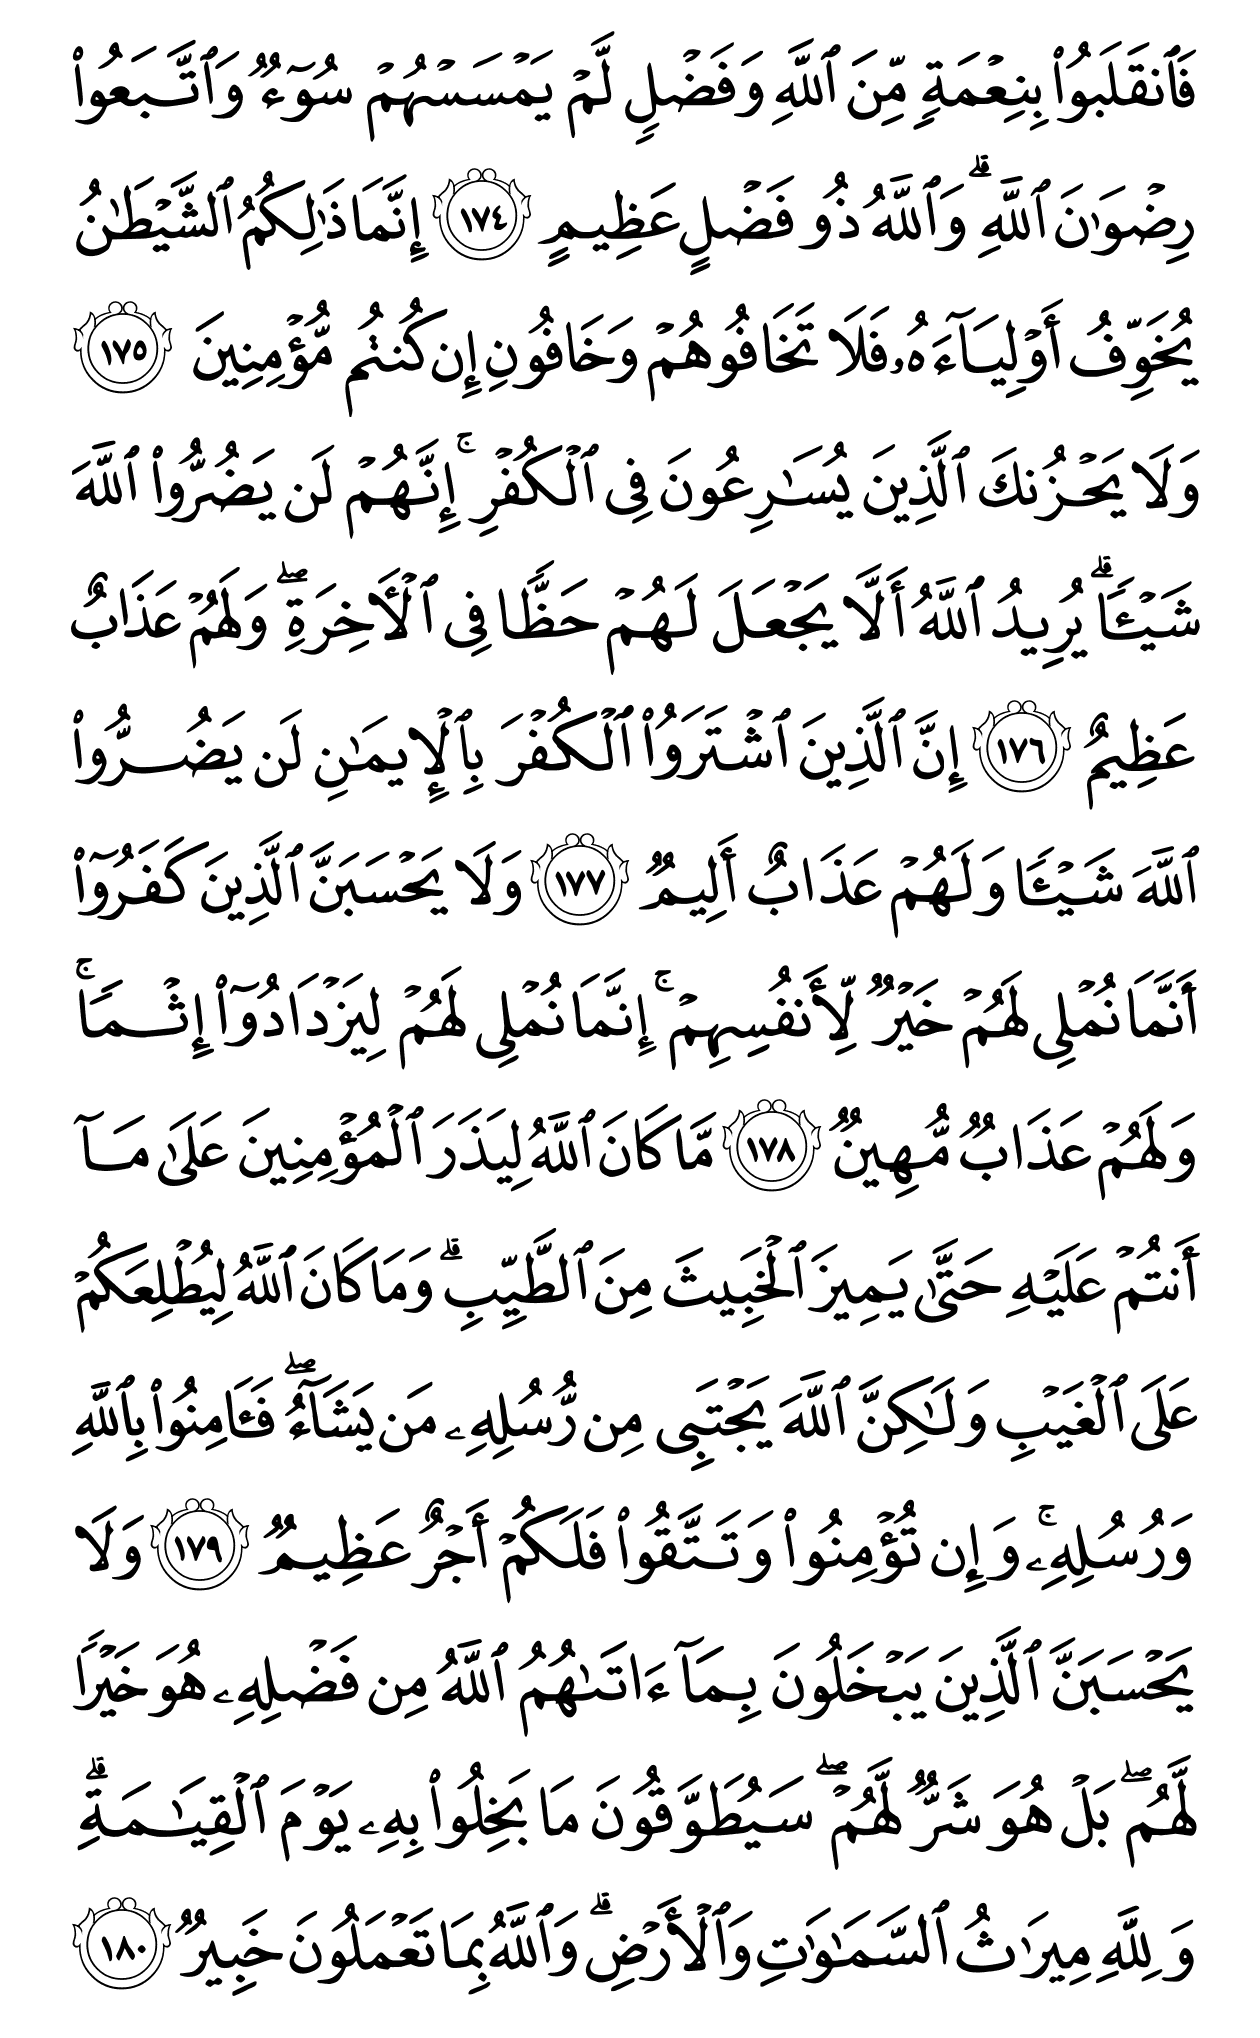 فَٱنقَلَبُوا۟ بِنِعْمَةٍ مِّنَ ٱللَّهِ وَفَضْلٍ لَّمْ يَمْسَسْهُمْ سُوٓءٌ وَٱتَّبَعُوا۟
رِضْوَٰنَ ٱللَّهِ ۗ وَٱللَّهُ ذُو فَضْلٍ عَظِيمٍ ١٧٤ إِنَّمَا ذَٰلِكُمُ ٱلشَّيْطَٰنُ
يُخَوِّفُ أَوْلِيَآءَهُۥ فَلَا تَخَافُوهُمْ وَخَافُونِ إِن كُنتُم مُّؤْمِنِينَ ١٧٥
وَلَا يَحْزُنكَ ٱلَّذِينَ يُسَٰرِعُونَ فِى ٱلْكُفْرِ ۚ إِنَّهُمْ لَن يَضُرُّوا۟ ٱللَّهَ
شَيْـًٔا ۗ يُرِيدُ ٱللَّهُ أَلَّا يَجْعَلَ لَهُمْ حَظًّا فِى ٱلْـَٔاخِرَةِ ۖ وَلَهُمْ عَذَابٌ
عَظِيمٌ ١٧٦ إِنَّ ٱلَّذِينَ ٱشْتَرَوُا۟ ٱلْكُفْرَ بِٱلْإِيمَٰنِ لَن يَضُرُّوا۟
ٱللَّهَ شَيْـًٔا وَلَهُمْ عَذَابٌ أَلِيمٌ ١٧٧ وَلَا يَحْسَبَنَّ ٱلَّذِينَ كَفَرُوٓا۟
أَنَّمَا نُمْلِى لَهُمْ خَيْرٌ لِّأَنفُسِهِمْ ۚ إِنَّمَا نُمْلِى لَهُمْ لِيَزْدَادُوٓا۟ إِثْمًا ۚ
وَلَهُمْ عَذَابٌ مُّهِينٌ ١٧٨ مَّا كَانَ ٱللَّهُ لِيَذَرَ ٱلْمُؤْمِنِينَ عَلَىٰ مَآ
أَنتُمْ عَلَيْهِ حَتَّىٰ يَمِيزَ ٱلْخَبِيثَ مِنَ ٱلطَّيِّبِ ۗ وَمَا كَانَ ٱللَّهُ لِيُطْلِعَكُمْ
عَلَى ٱلْغَيْبِ وَلَٰكِنَّ ٱللَّهَ يَجْتَبِى مِن رُّسُلِهِۦ مَن يَشَآءُ ۖ فَـَٔامِنُوا۟ بِٱللَّهِ
وَرُسُلِهِۦ ۚ وَإِن تُؤْمِنُوا۟ وَتَتَّقُوا۟ فَلَكُمْ أَجْرٌ عَظِيمٌ ١٧٩ وَلَا
يَحْسَبَنَّ ٱلَّذِينَ يَبْخَلُونَ بِمَآ ءَاتَىٰهُمُ ٱللَّهُ مِن فَضْلِهِۦ هُوَ خَيْرًا
لَّهُم ۖ بَلْ هُوَ شَرٌّ لَّهُمْ ۖ سَيُطَوَّقُونَ مَا بَخِلُوا۟ بِهِۦ يَوْمَ ٱلْقِيَٰمَةِ ۗ
وَلِلَّهِ مِيرَٰثُ ٱلسَّمَٰوَٰتِ وَٱلْأَرْضِ ۗ وَٱللَّهُ بِمَا تَعْمَلُونَ خَبِيرٌ ١٨٠